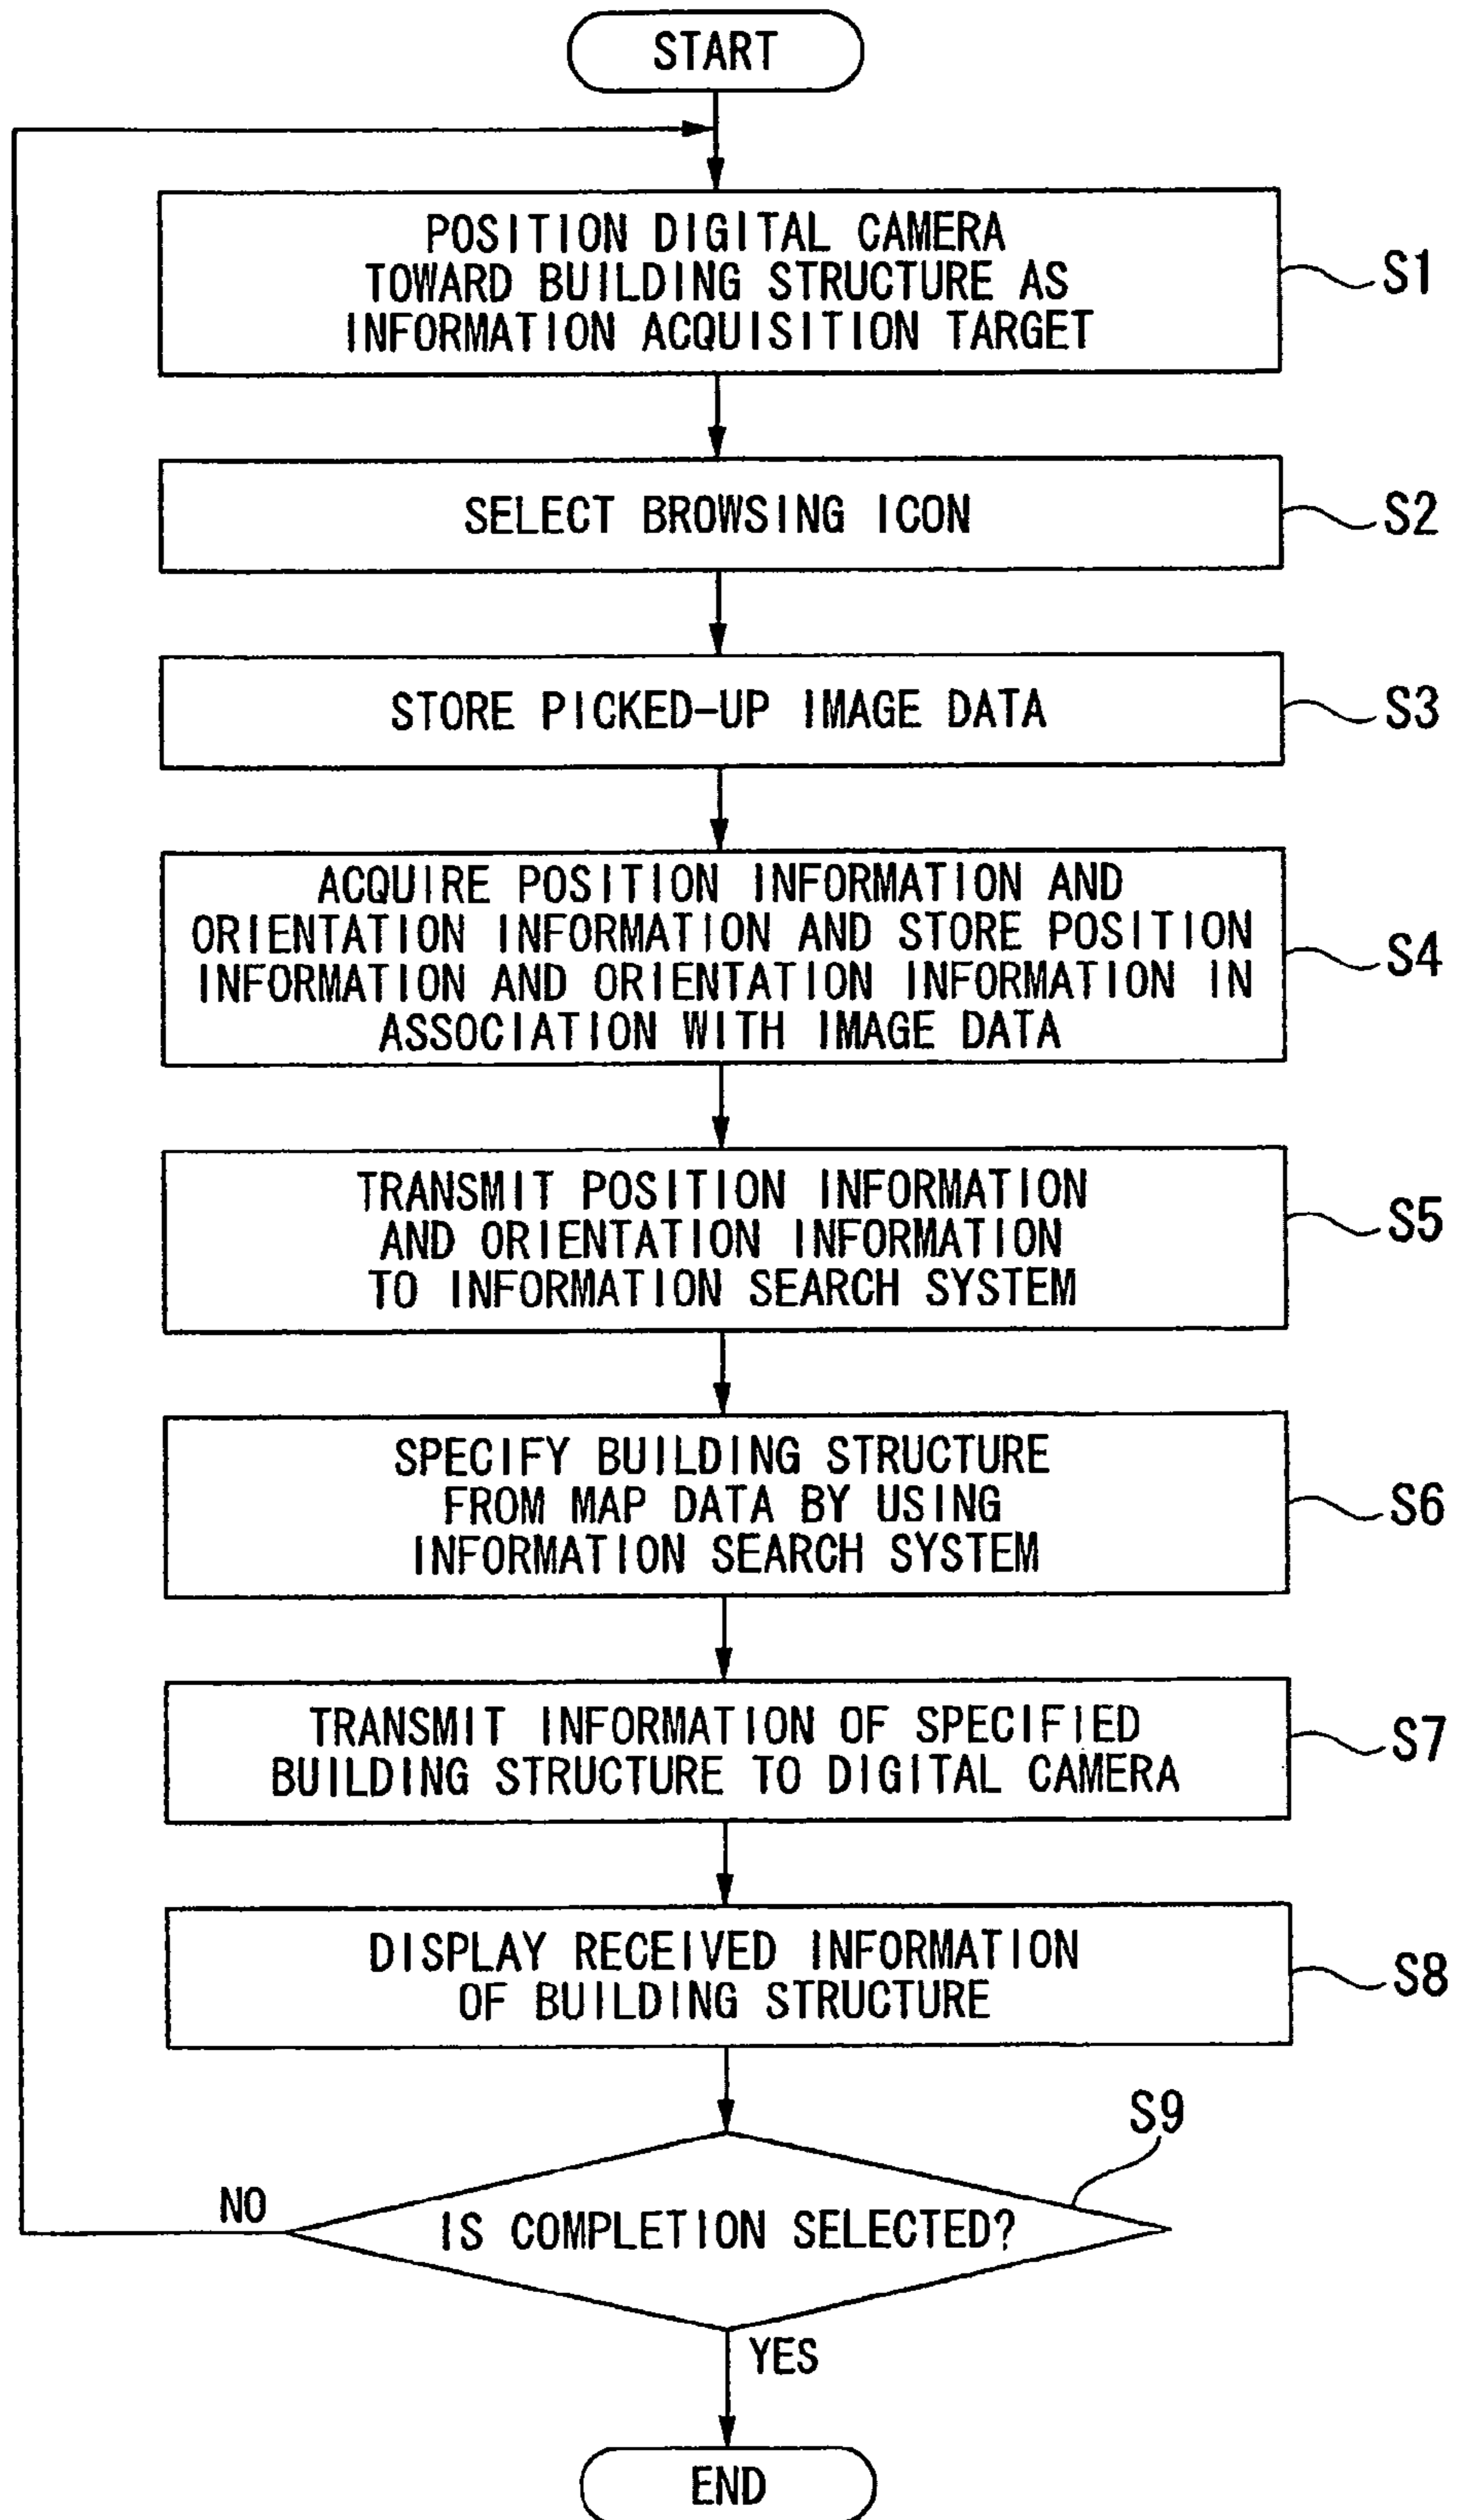 START
POSITION DIGITAL CAMERA
TOWARD BUILDING STRUCTURE AS
INFORMATION ACQUISITION TARGET
S1
SELECT BROWSING ICON
S2
STORE PICKED-UP IMAGE DATA
S3
ACQUIRE POSITION INFORMATION AND
ORIENTATION INFORMATION AND STORE POSITION
INFORMATION AND ORIENTATION INFORMATION IN
ASSOCIATION WITH IMAGE DATA
S4
TRANSMIT POSITION INFORMATION
AND ORIENTATION INFORMATION
TO INFORMATION SEARCH SYSTEM
S5
SPECIFY BUILDING STRUCTURE
FROM MAP DATA BY USING
INFORMATION SEARCH SYSTEM
S6
TRANSMIT INFORMATION OF SPECIFIED
BUILDING STRUCTURE TO DIGITAL CAMERA
S7
DISPLAY RECEIVED INFORMATION
OF BUILDING STRUCTURE
S8
S9
NO
IS COMPLETION SELECTED?
YES
END